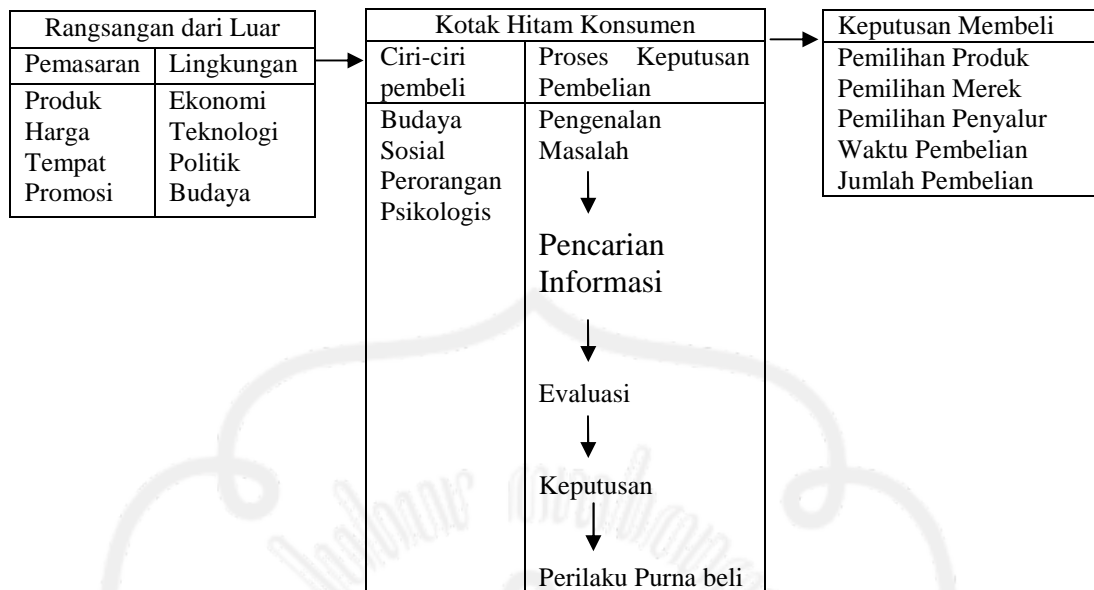 Rangsangan dari Luar
Pemasaran
Lingkungan
Produk
Harga
Tempat
Promosi
Ekonomi
Teknologi
Politik
Budaya
Kotak Hitam Konsumen
Ciri-ciri
pembeli
Proses Keputusan
Pembelian
Budaya
Sosial
Perorangan
Psikologis
Pengenalan
Masalah
Pencarian
Informasi
Evaluasi
Keputusan
Perilaku Purna beli
Keputusan Membeli
Pemilihan Produk
Pemilihan Merek
Pemilihan Penyalur
Waktu Pembelian
Jumlah Pembelian